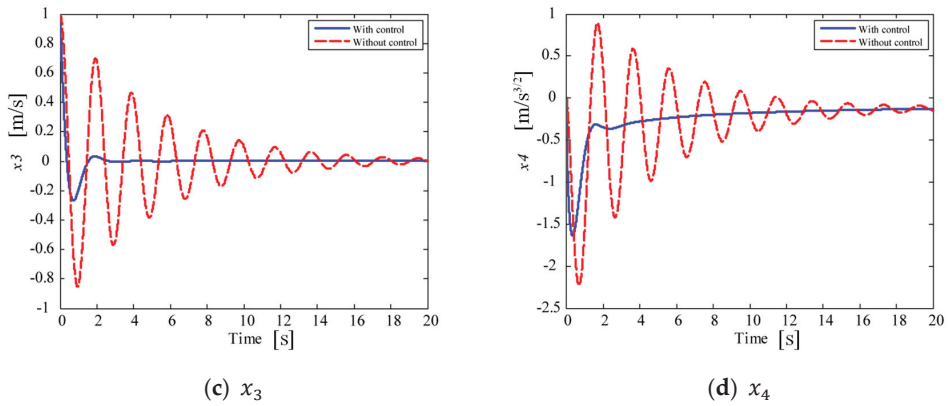 With control
Without control
1
0.8
0.6
0.4
0.2
0
-0.2
-0.4
-0.6
-0.8
-1
x3 [m/s]
0 2 4 6 8 10 12 14 16 18 20
Time [S]
(c) x₃
With control
Without control
1
0.5
0
-0.5
-1
-1.5
-2
-2.5
x4 [m/s³/²]
0 2 4 6 8 10 12 14 16 18 20
Time [S]
(d) x₄